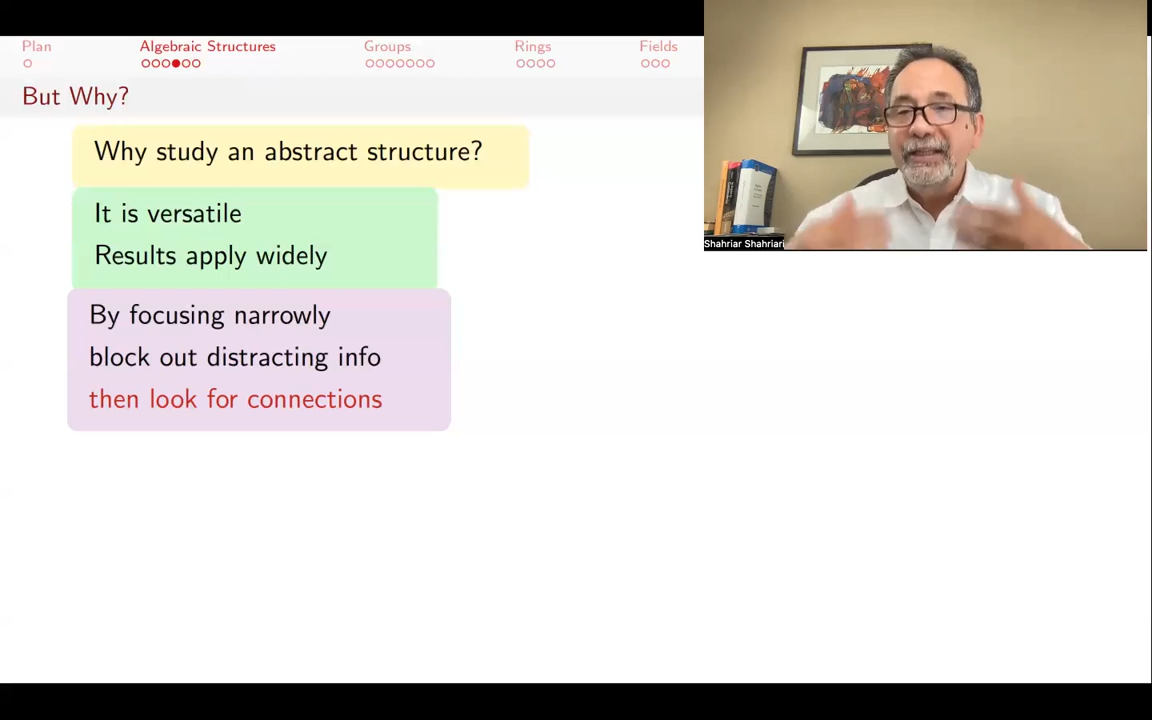 Plan
Algebraic Structures
Groups
Rings
Fields
But Why?
Why study an abstract structure?
It is versatile
Results apply widely
By focusing narrowly
block out distracting info
then look for connections
Shahriar Shahriari